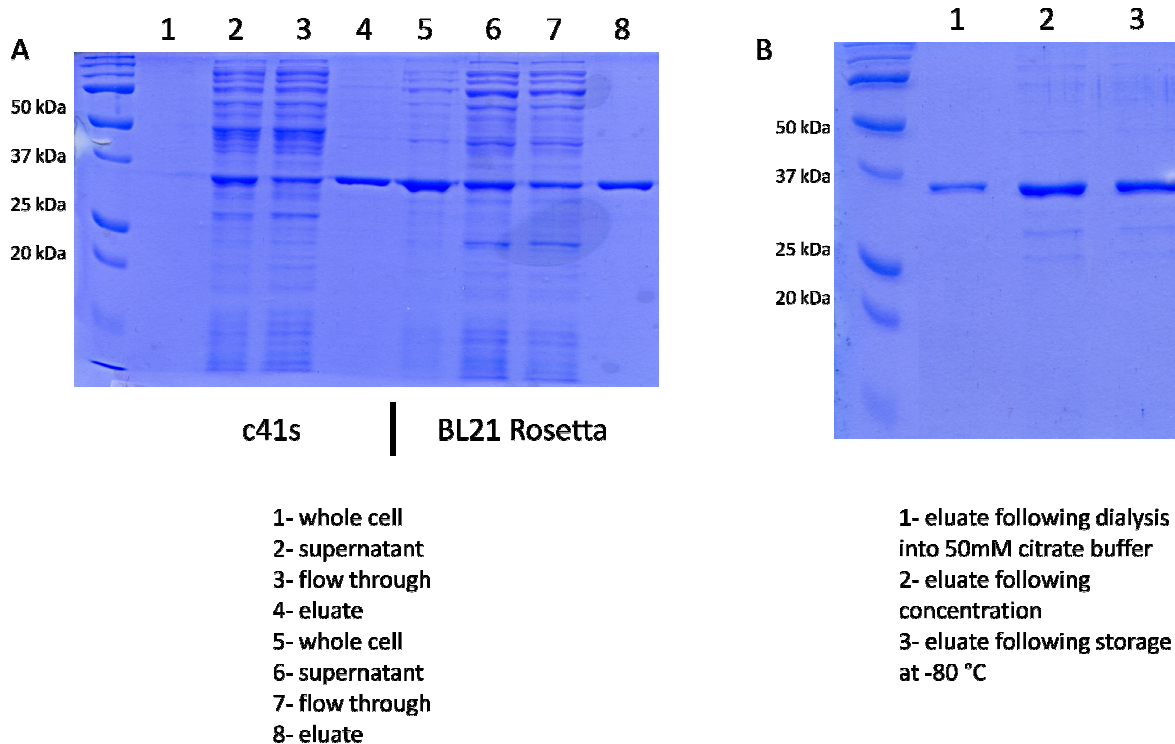 A
1 2 3 4 5 6 7 8
50 kDa
37 kDa
25 kDa
20 kDa
c41s | BL21 Rosetta
1- whole cell
2- supernatant
3- flow through
4- eluate
5- whole cell
6- supernatant
7- flow through
8- eluate
B
1 2 3
50 kDa
37 kDa
25 kDa
20 kDa
1- eluate following dialysis
into 50mM citrate buffer
2- eluate following
concentration
3- eluate following storage
at -80 °C